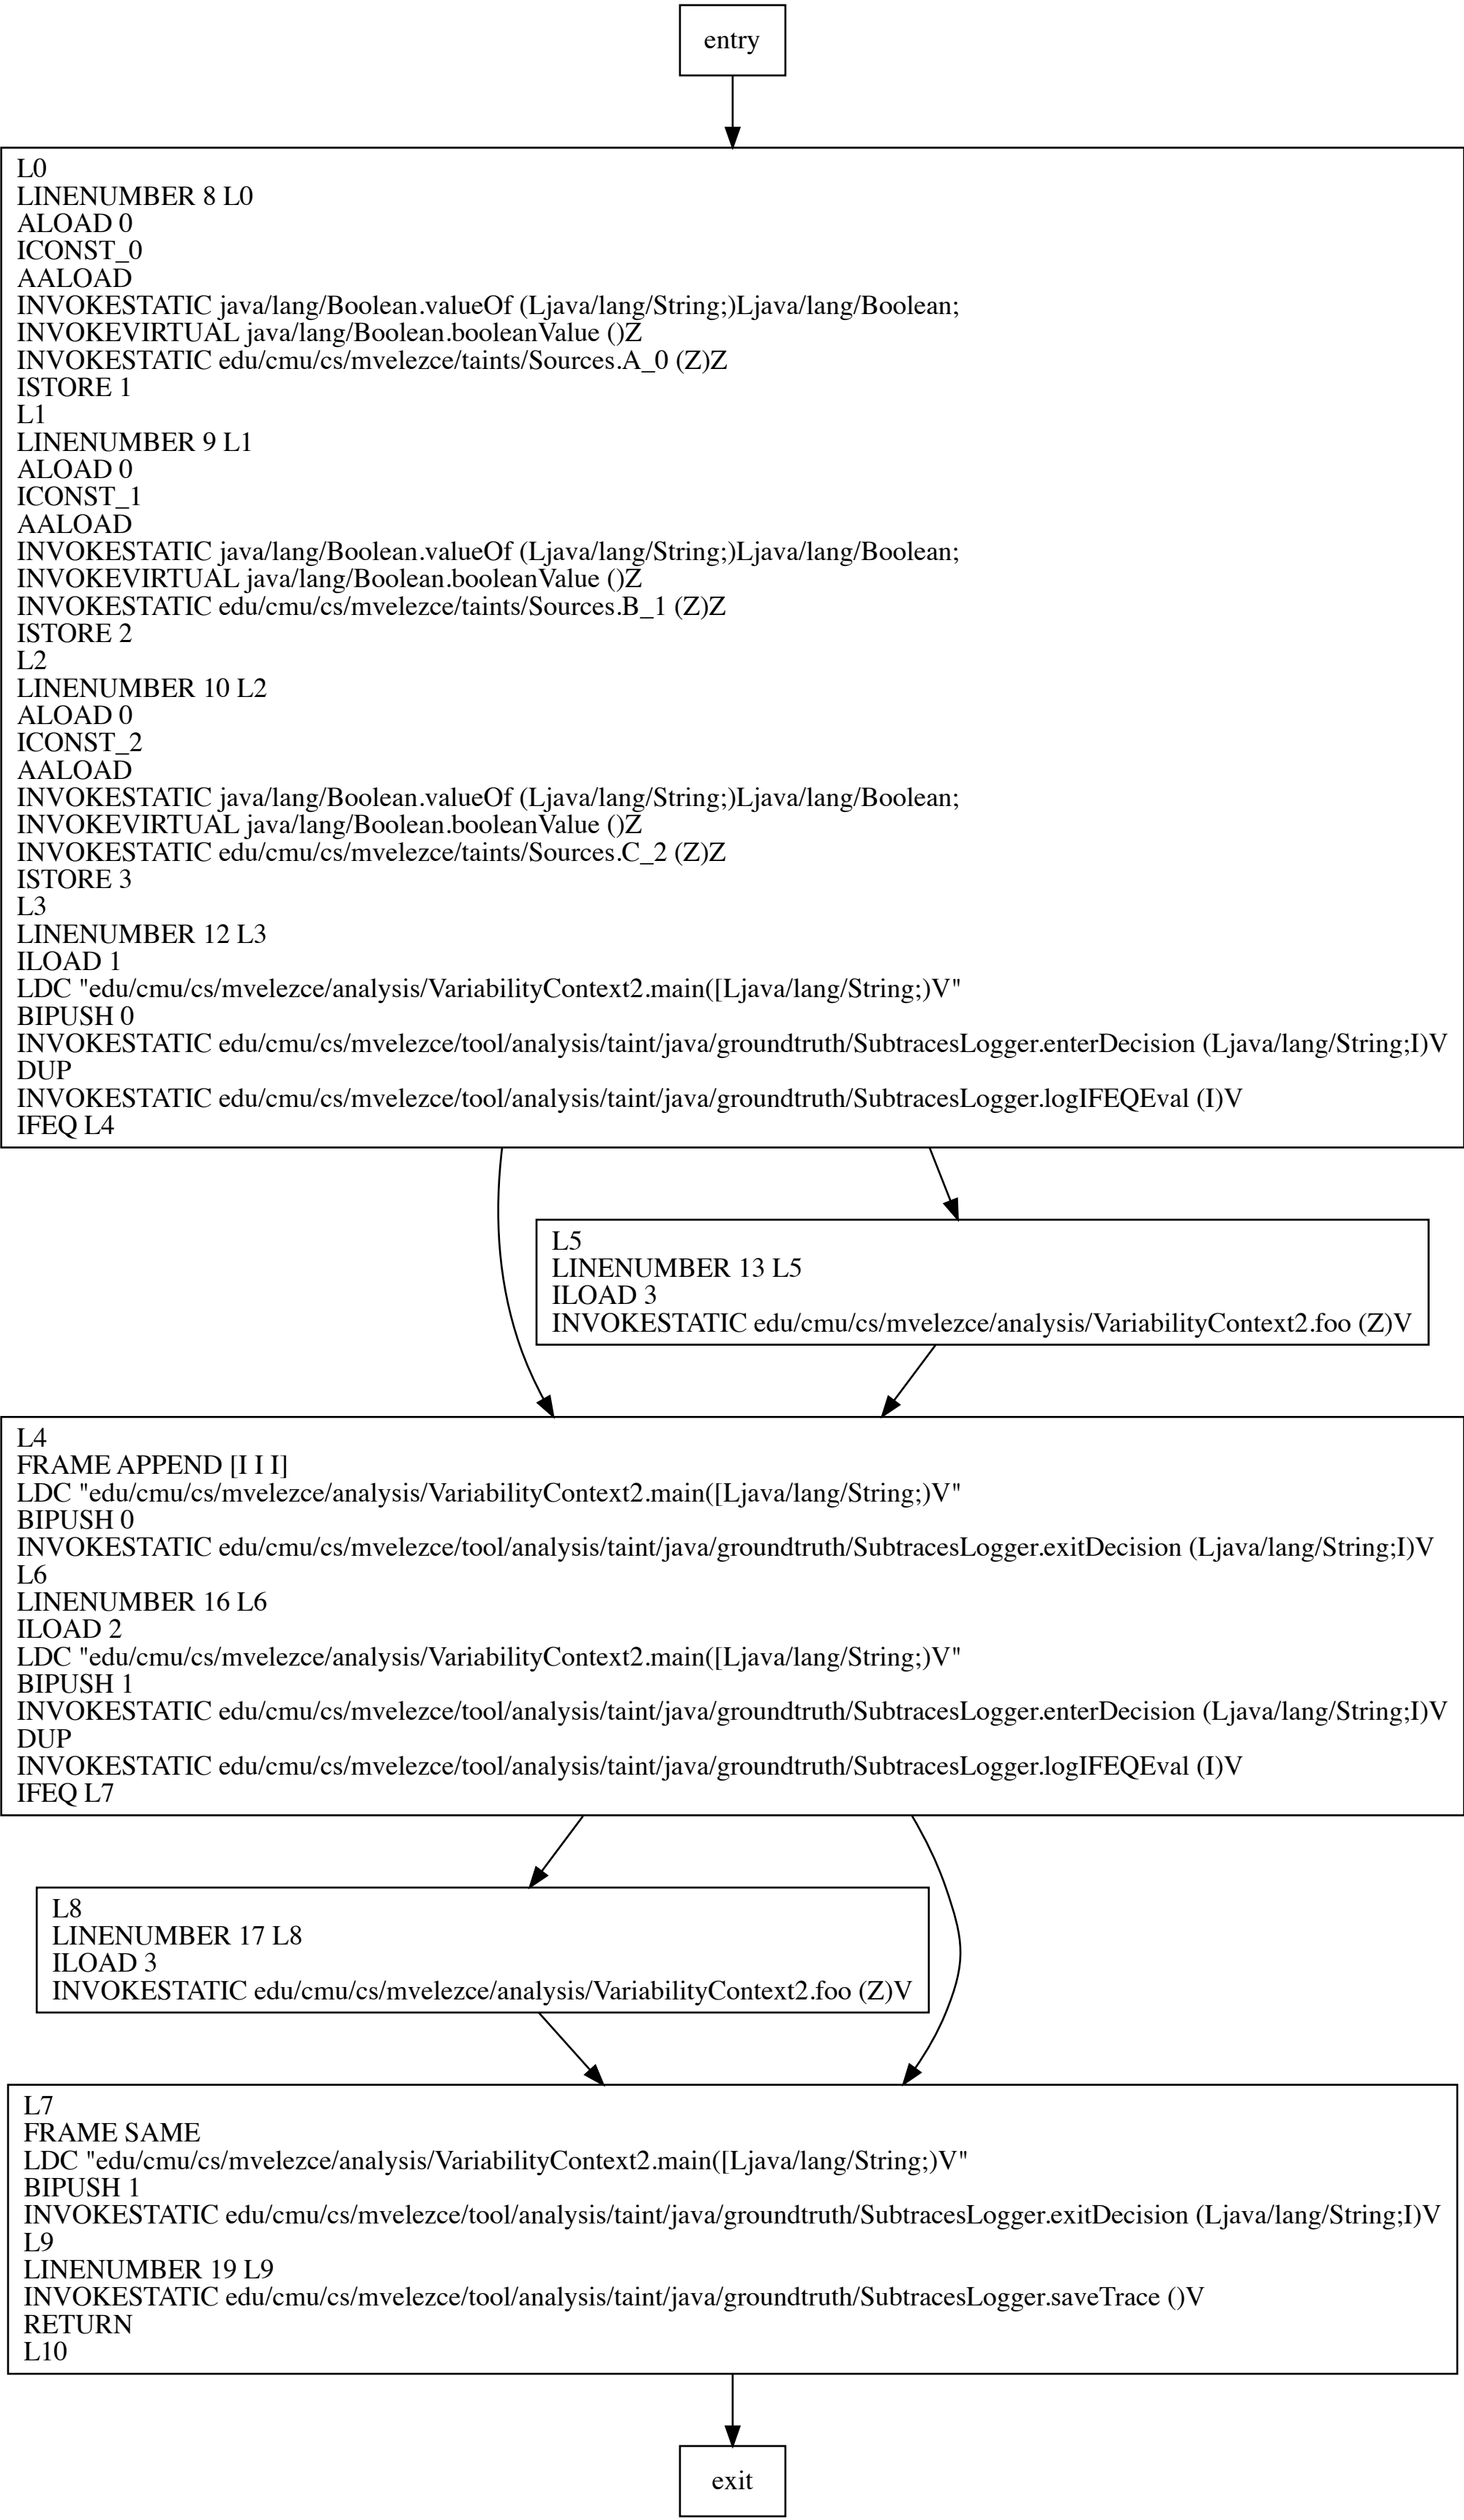 entry
L0
LINENUMBER 8 L0
ALOAD 0
ICONST_0
AALOAD
INVOKESTATIC java/lang/Boolean.valueOf (Ljava/lang/String;)Ljava/lang/Boolean;
INVOKEVIRTUAL java/lang/Boolean.booleanValue ()Z
INVOKESTATIC edu/cmu/cs/mvelezce/taints/Sources.A_0 (Z)Z
ISTORE 1
L1
LINENUMBER 9 L1
ALOAD 0
ICONST_1
AALOAD
INVOKESTATIC java/lang/Boolean.valueOf (Ljava/lang/String;)Ljava/lang/Boolean;
INVOKEVIRTUAL java/lang/Boolean.booleanValue ()Z
INVOKESTATIC edu/cmu/cs/mvelezce/taints/Sources.B_1 (Z)Z
ISTORE 2
L2
LINENUMBER 10 L2
ALOAD 0
ICONST_2
AALOAD
INVOKESTATIC java/lang/Boolean.valueOf (Ljava/lang/String;)Ljava/lang/Boolean;
INVOKEVIRTUAL java/lang/Boolean.booleanValue ()Z
INVOKESTATIC edu/cmu/cs/mvelezce/taints/Sources.C_2 (Z)Z
ISTORE 3
L3
LINENUMBER 12 L3
ILOAD 1
LDC "edu/cmu/cs/mvelezce/analysis/VariabilityContext2.main([Ljava/lang/String;)V"
BIPUSH 0
INVOKESTATIC edu/cmu/cs/mvelezce/tool/analysis/taint/java/groundtruth/SubtracesLogger.enterDecision (Ljava/lang/String;I)V
DUP
INVOKESTATIC edu/cmu/cs/mvelezce/tool/analysis/taint/java/groundtruth/SubtracesLogger.logIFEQEval (I)V
IFEQ L4
L5
LINENUMBER 13 L5
ILOAD 3
INVOKESTATIC edu/cmu/cs/mvelezce/analysis/VariabilityContext2.foo (Z)V
L4
FRAME APPEND [I I I]
LDC "edu/cmu/cs/mvelezce/analysis/VariabilityContext2.main([Ljava/lang/String;)V"
BIPUSH 0
INVOKESTATIC edu/cmu/cs/mvelezce/tool/analysis/taint/java/groundtruth/SubtracesLogger.exitDecision (Ljava/lang/String;I)V
L6
LINENUMBER 16 L6
ILOAD 2
LDC "edu/cmu/cs/mvelezce/analysis/VariabilityContext2.main([Ljava/lang/String;)V"
BIPUSH 1
INVOKESTATIC edu/cmu/cs/mvelezce/tool/analysis/taint/java/groundtruth/SubtracesLogger.enterDecision (Ljava/lang/String;I)V
DUP
INVOKESTATIC edu/cmu/cs/mvelezce/tool/analysis/taint/java/groundtruth/SubtracesLogger.logIFEQEval (I)V
IFEQ L7
L8
LINENUMBER 17 L8
ILOAD 3
INVOKESTATIC edu/cmu/cs/mvelezce/analysis/VariabilityContext2.foo (Z)V
L7
FRAME SAME
LDC "edu/cmu/cs/mvelezce/analysis/VariabilityContext2.main([Ljava/lang/String;)V"
BIPUSH 1
INVOKESTATIC edu/cmu/cs/mvelezce/tool/analysis/taint/java/groundtruth/SubtracesLogger.exitDecision (Ljava/lang/String;I)V
L9
LINENUMBER 19 L9
INVOKESTATIC edu/cmu/cs/mvelezce/tool/analysis/taint/java/groundtruth/SubtracesLogger.saveTrace ()V
RETURN
L10
exit